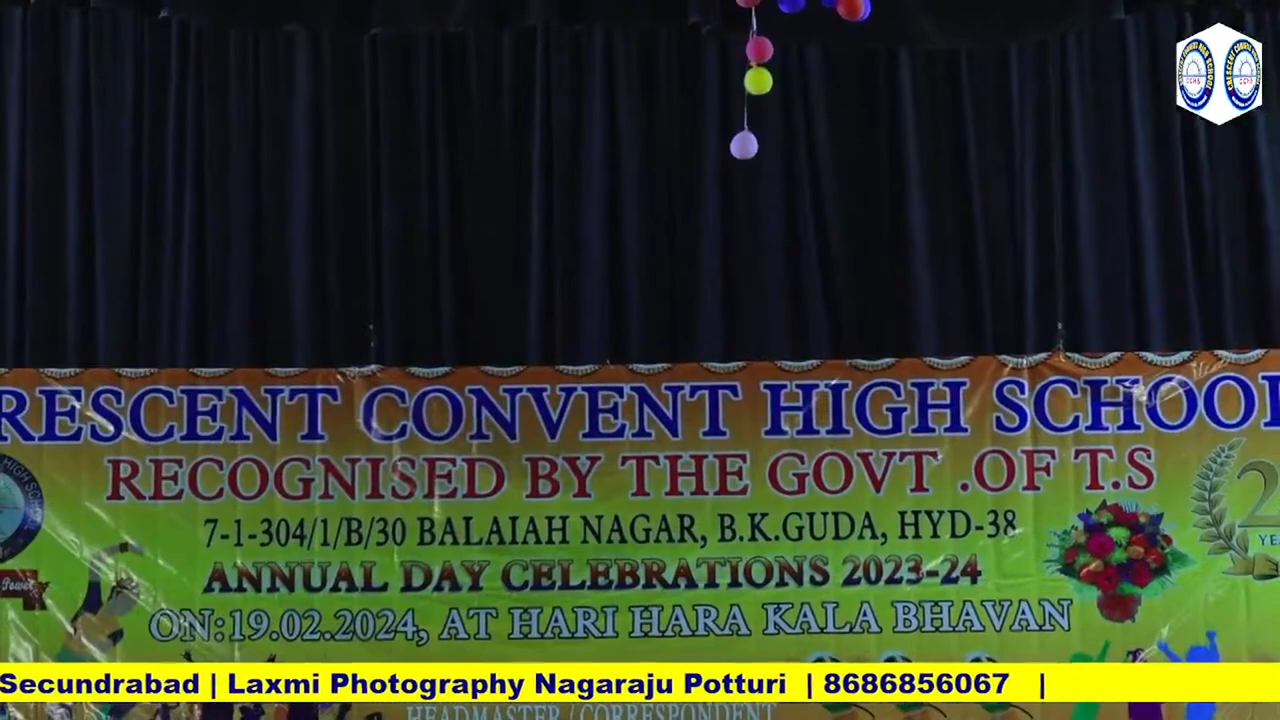 RESCENT CONVENT HIGH SCHOOL
RECOGNISED BY THE GOVT .OF T.S
7-1-304/1/B/30 BALAIAH NAGAR, B.K.GUDA, HYD-38
ANNUAL DAY CELEBRATIONS 2023-24
ON:19.02.2024, AT HARI HARA KALA BHAVAN
Secundrabad | Laxmi Photography Nagaraju Potturi | 8686856067 |
HEADMASTER / CORRESPONDENT